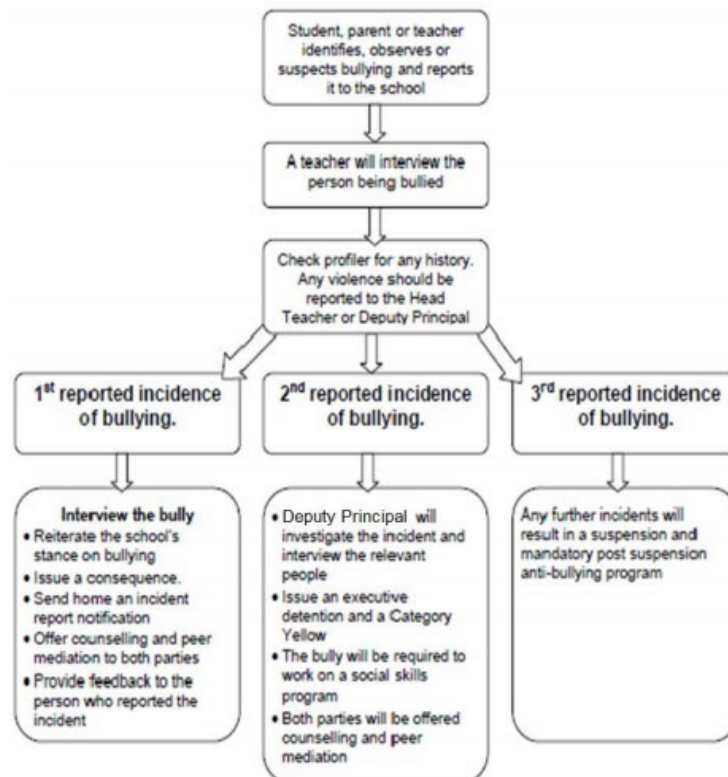 Student, parent or teacher
identifies, observes or
suspects bullying and reports
it to the school
A teacher will interview the
person being bullied
Check profiler for any history.
Any violence should be
reported to the Head
Teacher or Deputy Principal
1st reported incidence
of bullying.
2nd reported incidence
of bullying.
3rd reported incidence
of bullying.
Interview the bully
• Reiterate the school's
stance on bullying
• Issue a consequence.
• Send home an incident
report notification
• Offer counselling and peer
mediation to both parties
• Provide feedback to the
person who reported the
incident
• Deputy Principal will
investigate the incident and
interview the relevant
people
• Issue an executive
detention and a Category
Yellow
• The bully will be required to
work on a social skills
program
• Both parties will be offered
counselling and peer
mediation
Any further incidents will
result in a suspension and
mandatory post suspension
anti-bullying program